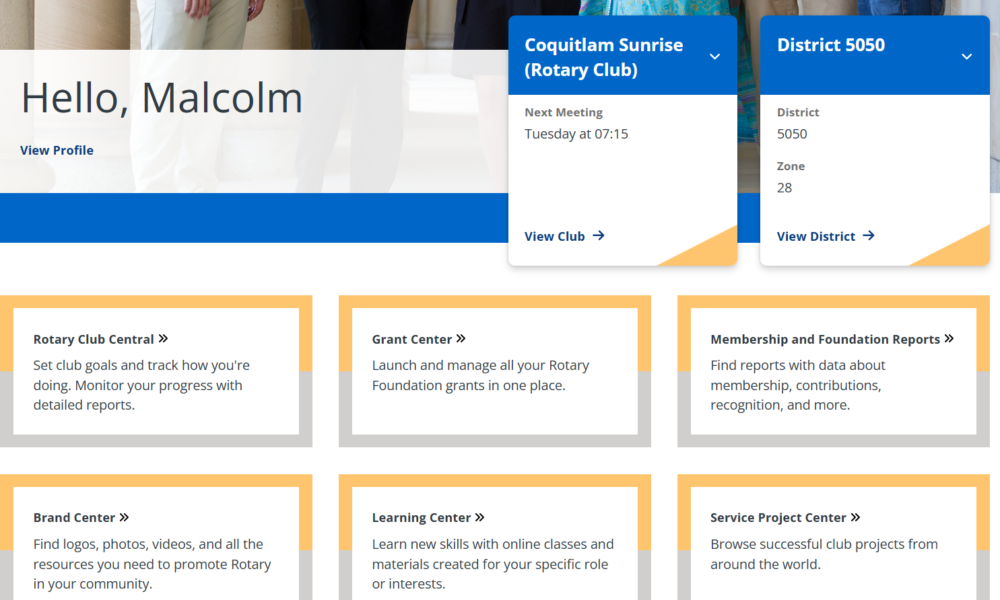 Hello, Malcolm
View Profile
Coquitlam Sunrise
(Rotary Club)
Next Meeting
Tuesday at 07:15
View Club
District 5050
District
5050
Zone
28
View District
Rotary Club Central
Set club goals and track how you're
doing. Monitor your progress with
detailed reports.
Grant Center
Launch and manage all your Rotary
Foundation grants in one place.
Membership and Foundation Reports
Find reports with data about
membership, contributions,
recognition, and more.
Brand Center
Find logos, photos, videos, and all the
resources you need to promote Rotary
in your community.
Learning Center
Learn new skills with online classes and
materials created for your specific role
or interests.
Service Project Center
Browse successful club projects from
around the world.